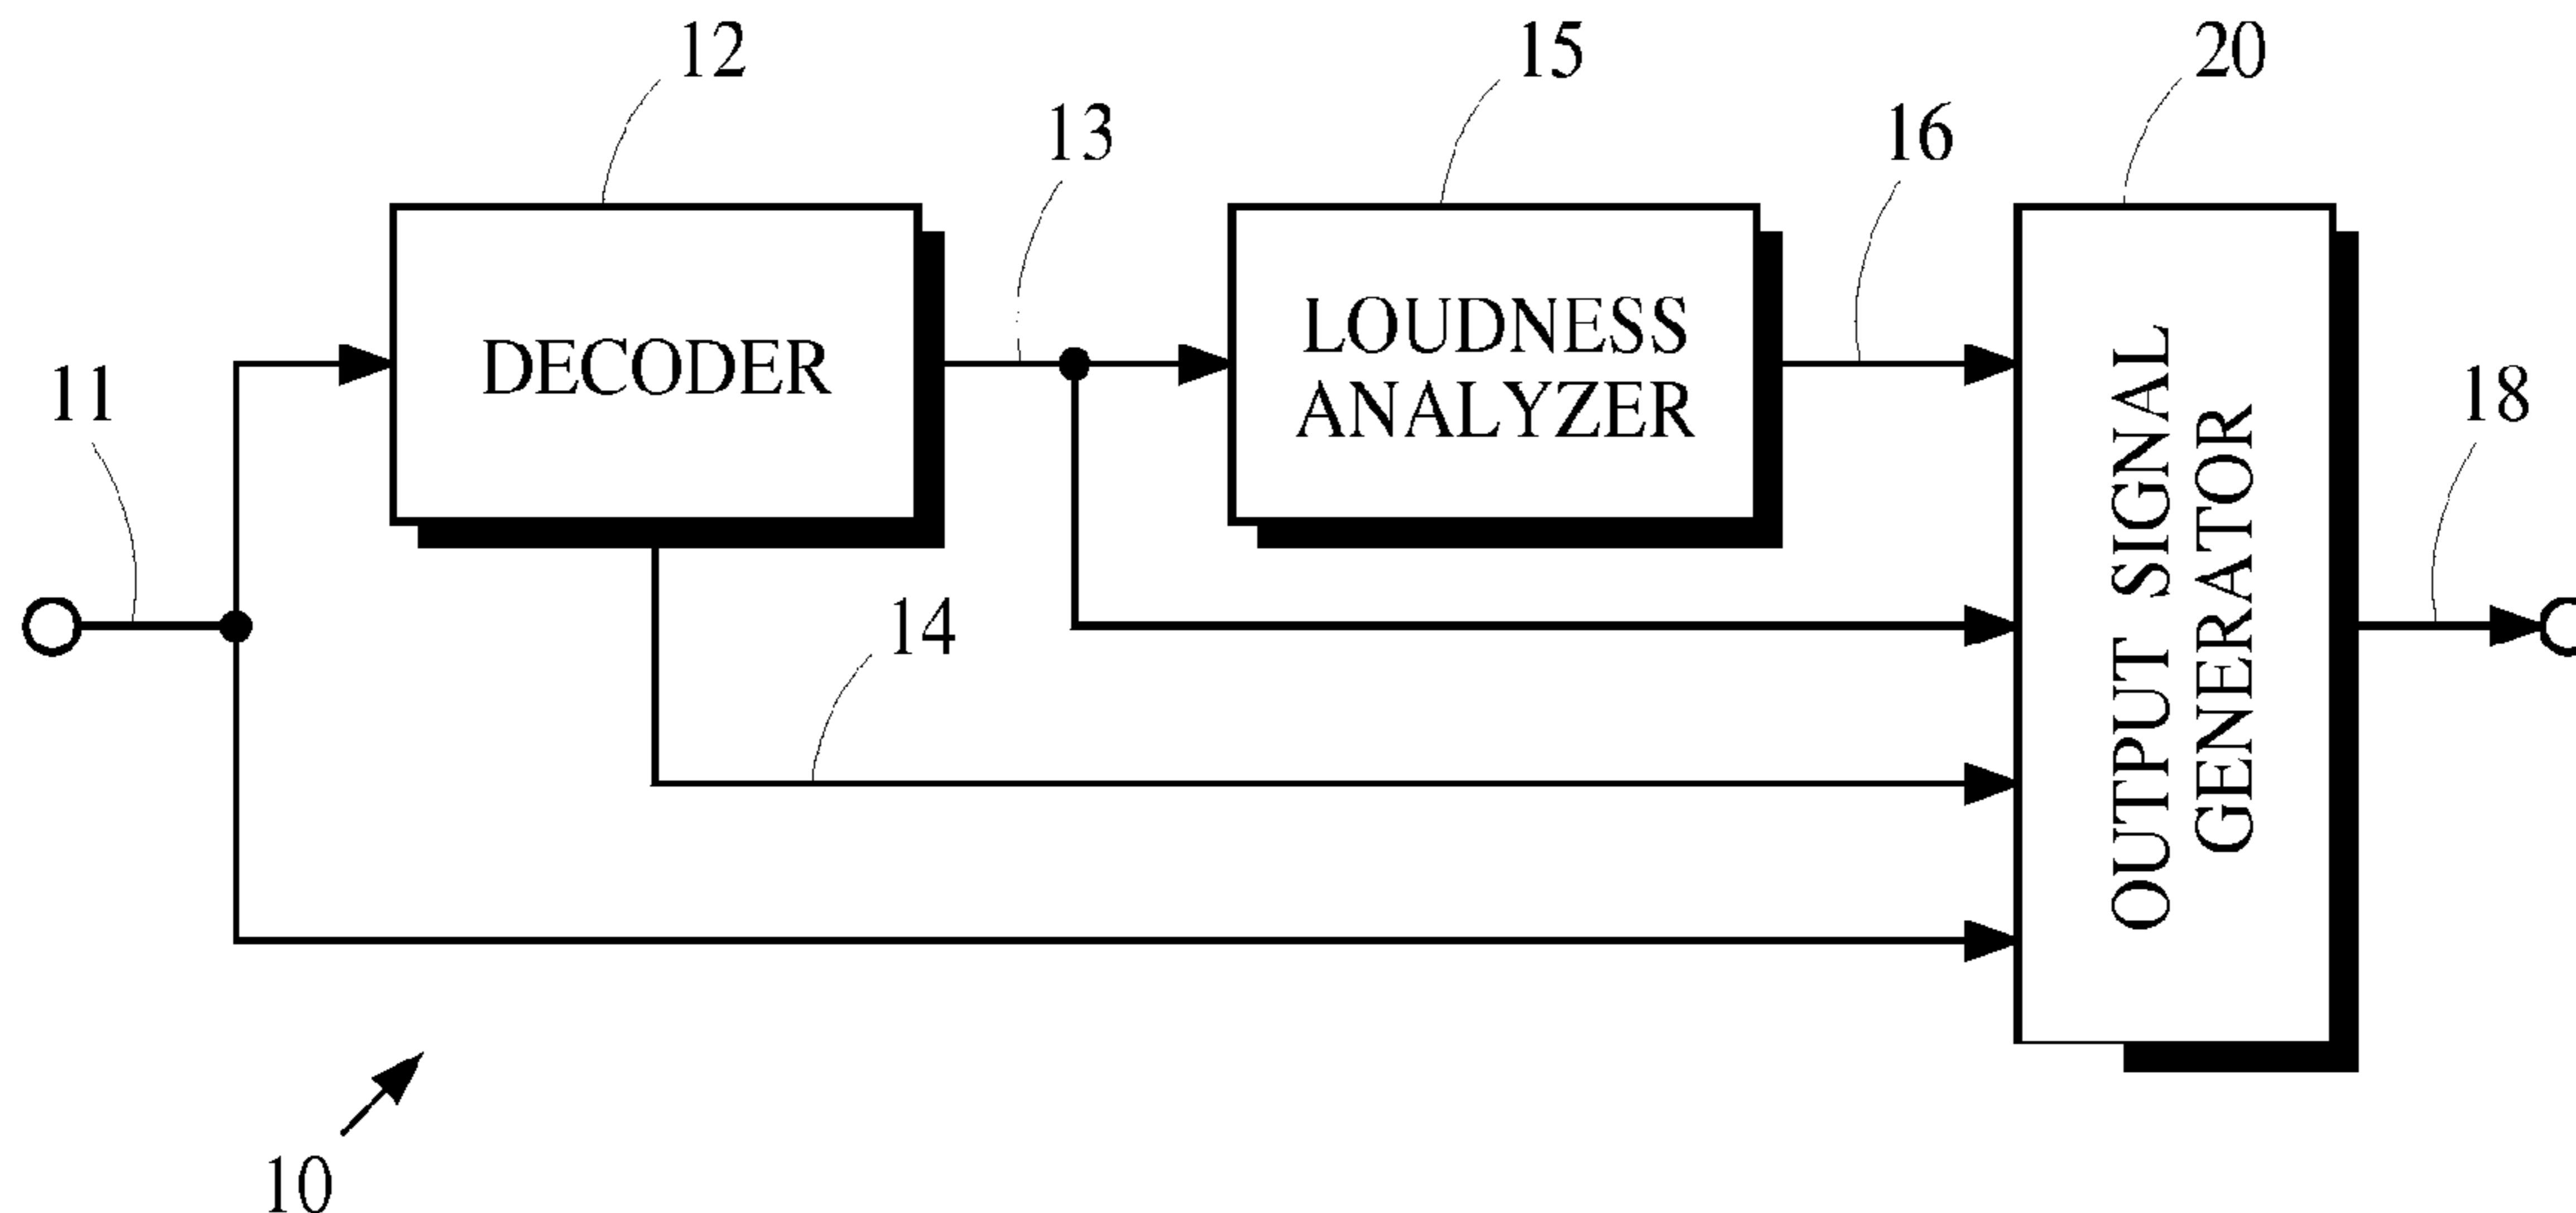 12
15
20
13
16
DECODER
LOUDNESS
ANALYZER
11
18
OUTPUT SIGNAL
GENERATOR
14
10